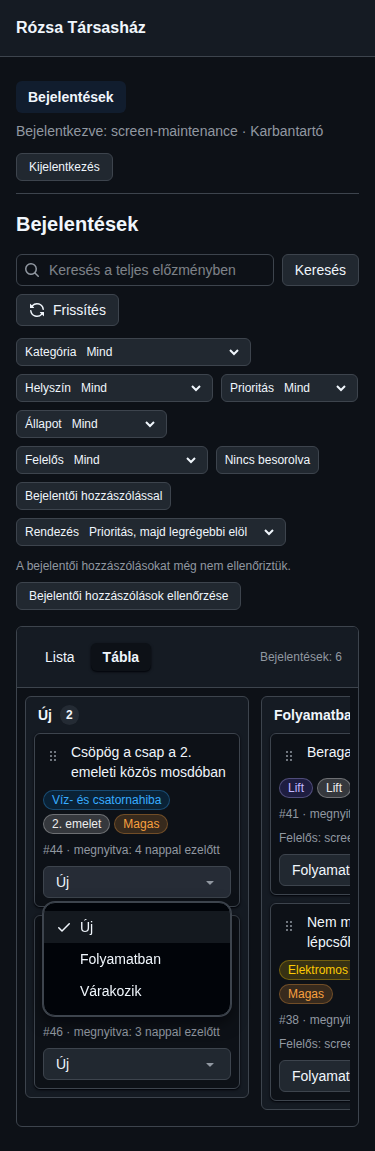 Rózsa Társasház
Bejelentések
Bejelentkezve: screen-maintenance · Karbantartó
Kijelentkezés
Bejelentések
Keresés a teljes előzményben
Keresés
Frissítés
Kategória Mind
Helyszín Mind
Prioritás Mind
Állapot Mind
Felelős Mind
Nincs besorolva
Bejelentői hozzászólással
Rendezés Prioritás, majd legrégebbi elöl
A bejelentői hozzászólásokat még nem ellenőriztük.
Bejelentői hozzászólások ellenőrzése
Lista
Tábla
Bejelentések: 6
Új 2
Csöpög a csap a 2.
emeleti közös mosdóban
Víz- és csatornahiba
2. emelet
Magas
#44 · megnyitva: 4 nappal ezelőtt
Új
Új
Folyamatban
Várakozik
#46 · megnyitva: 3 nappal ezelőtt
Új
Folyamatba
Beraga
Lift
Lift
#41 · megnyit
Felelős: scree
Folyamat
Nem m
lépcső
Elektromos
Magas
#38 · megnyit
Felelős: scree
Folyamat